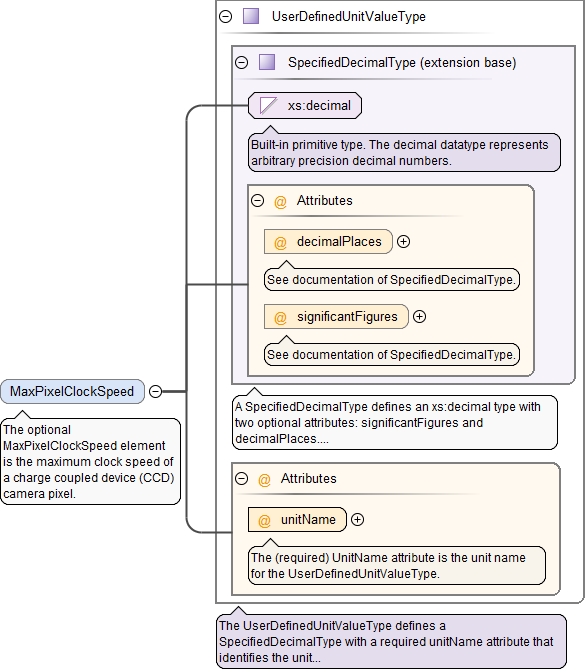 UserDefinedUnitValueType
SpecifiedDecimalType (extension base)
xs:decimal
Built-in primitive type. The decimal datatype represents
arbitrary precision decimal numbers.
@ Attributes
@ decimalPlaces
See documentation of SpecifiedDecimalType.
@ significantFigures
See documentation of SpecifiedDecimalType.
MaxPixelClockSpeed
The optional
MaxPixelClockSpeed element
is the maximum clock speed of
a charge coupled device (CCD)
camera pixel.
A SpecifiedDecimalType defines an xs:decimal type with
two optional attributes: significantFigures and
decimalPlaces....
@ Attributes
@ unitName
The (required) UnitName attribute is the unit name
for the UserDefinedUnitValueType.
The UserDefinedUnitValueType defines a
SpecifiedDecimalType with a required unitName attribute that
identifies the unit...